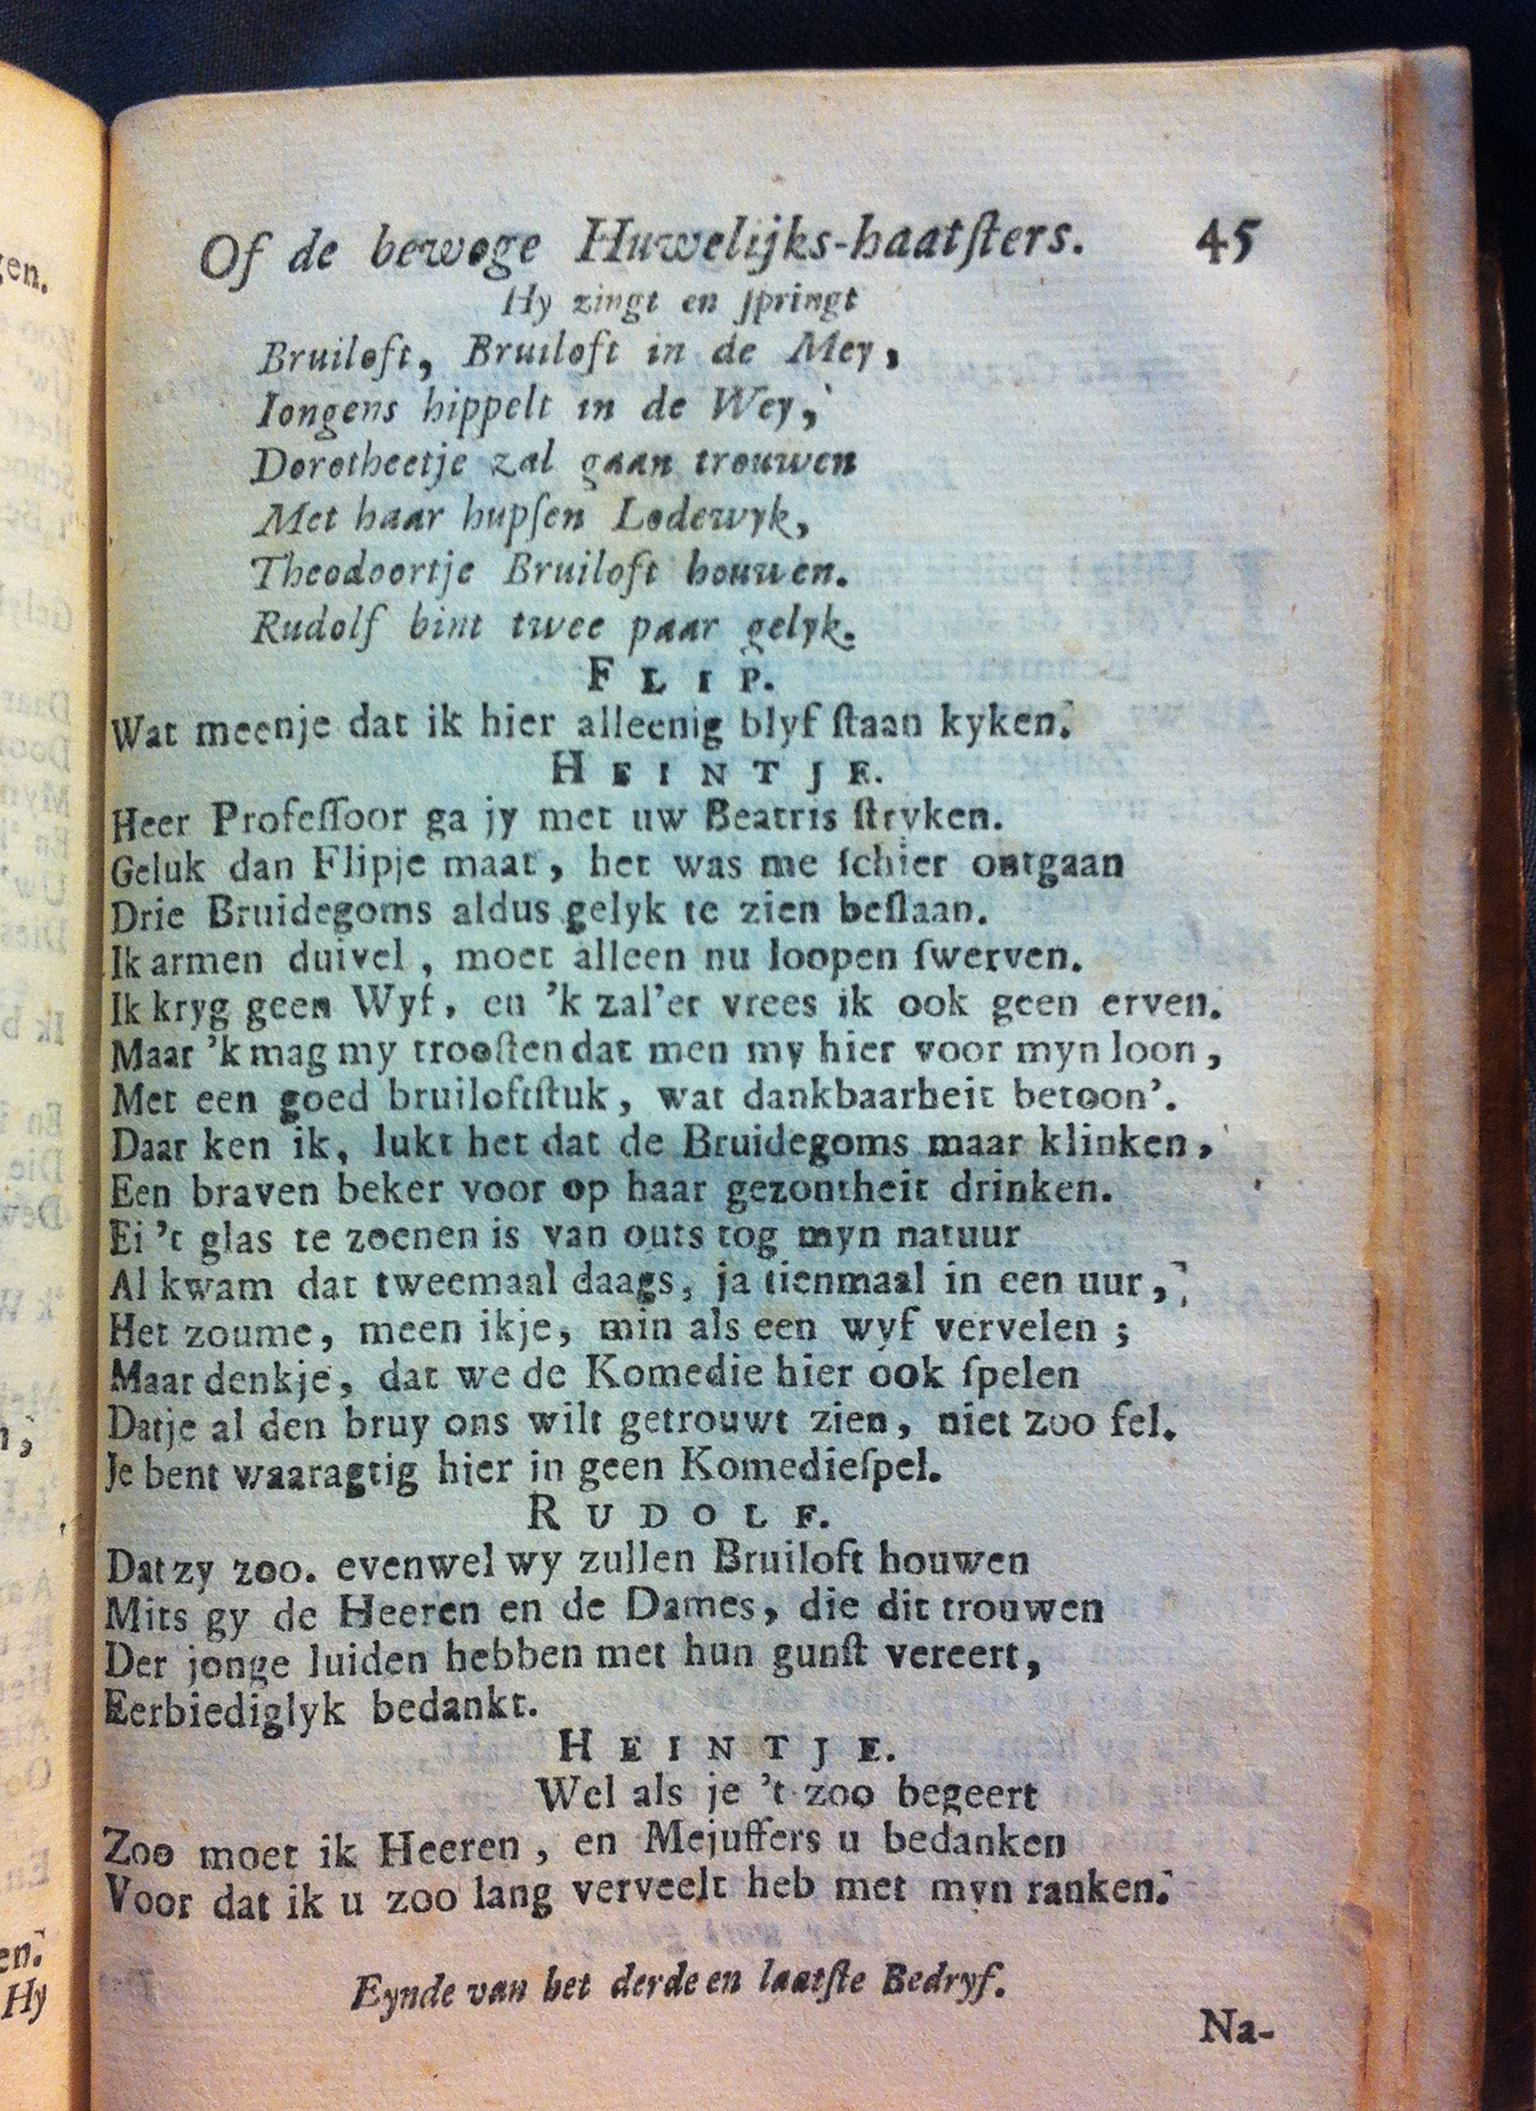 Of de bewoge Huwelijks-haatſters. 45
Hy zingt en ſpringt
Bruiloft, Bruiloft in de Mey,
Iongens hippelt in de Wey,
Dorotheetje zal gaan trouwen
Met haar hupſen Lodewyk,
Theodoortje Bruiloft houwen.
Rudolf bint twee paar gelyk.
FLIP.
Wat meenje dat ik hier alleenig blyf ſtaan kyken.
HEINTJE.
Heer Profeſſoor ga jy met uw Beatris ſtryken.
Geluk dan Flipje maat, het was me ſchier ontgaan
Drie Bruidegoms aldus gelyk te zien beſlaan.
Ik armen duivel, moet alleen nu loopen ſwerven.
Ik kryg geen Wyf, en 'k zal'er vrees ik ook geen erven.
Maar 'k mag my trooſten dat men my hier voor myn loon,
Met een goed bruiloftſtuk, wat dankbaarheit betoon'.
Daar ken ik, lukt het dat de Bruidegoms maar klinken,
Een braven beker voor op haar gezontheit drinken.
Ei 't glas te zoenen is van outs tog myn natuur
Al kwam dat tweemaal daags, ja tienmaal in een uur,
Het zoume, meen ikje, min als een wyf vervelen;
Maar denkje, dat we de Komedie hier ook ſpelen
Datje al den bruy ons wilt getrouwt zien, niet zoo fel.
Je bent waaragtig hier in geen Komedieſpel.
RUDOLF.
Dat zy zoo. evenwel wy zullen Bruiloft houwen
Mits gy de Heeren en de Dames, die dit trouwen
Der jonge luiden hebben met hun gunſt vereert,
Eerbiediglyk bedankt.
HEINTJE.
Wel als je 't zoo begeert
Zoo moet ik Heeren, en Mejuffers u bedanken
Voor dat ik u zoo lang verveelt heb met myn ranken.
Eynde van het derde en laatſte Bedryf.
Na-